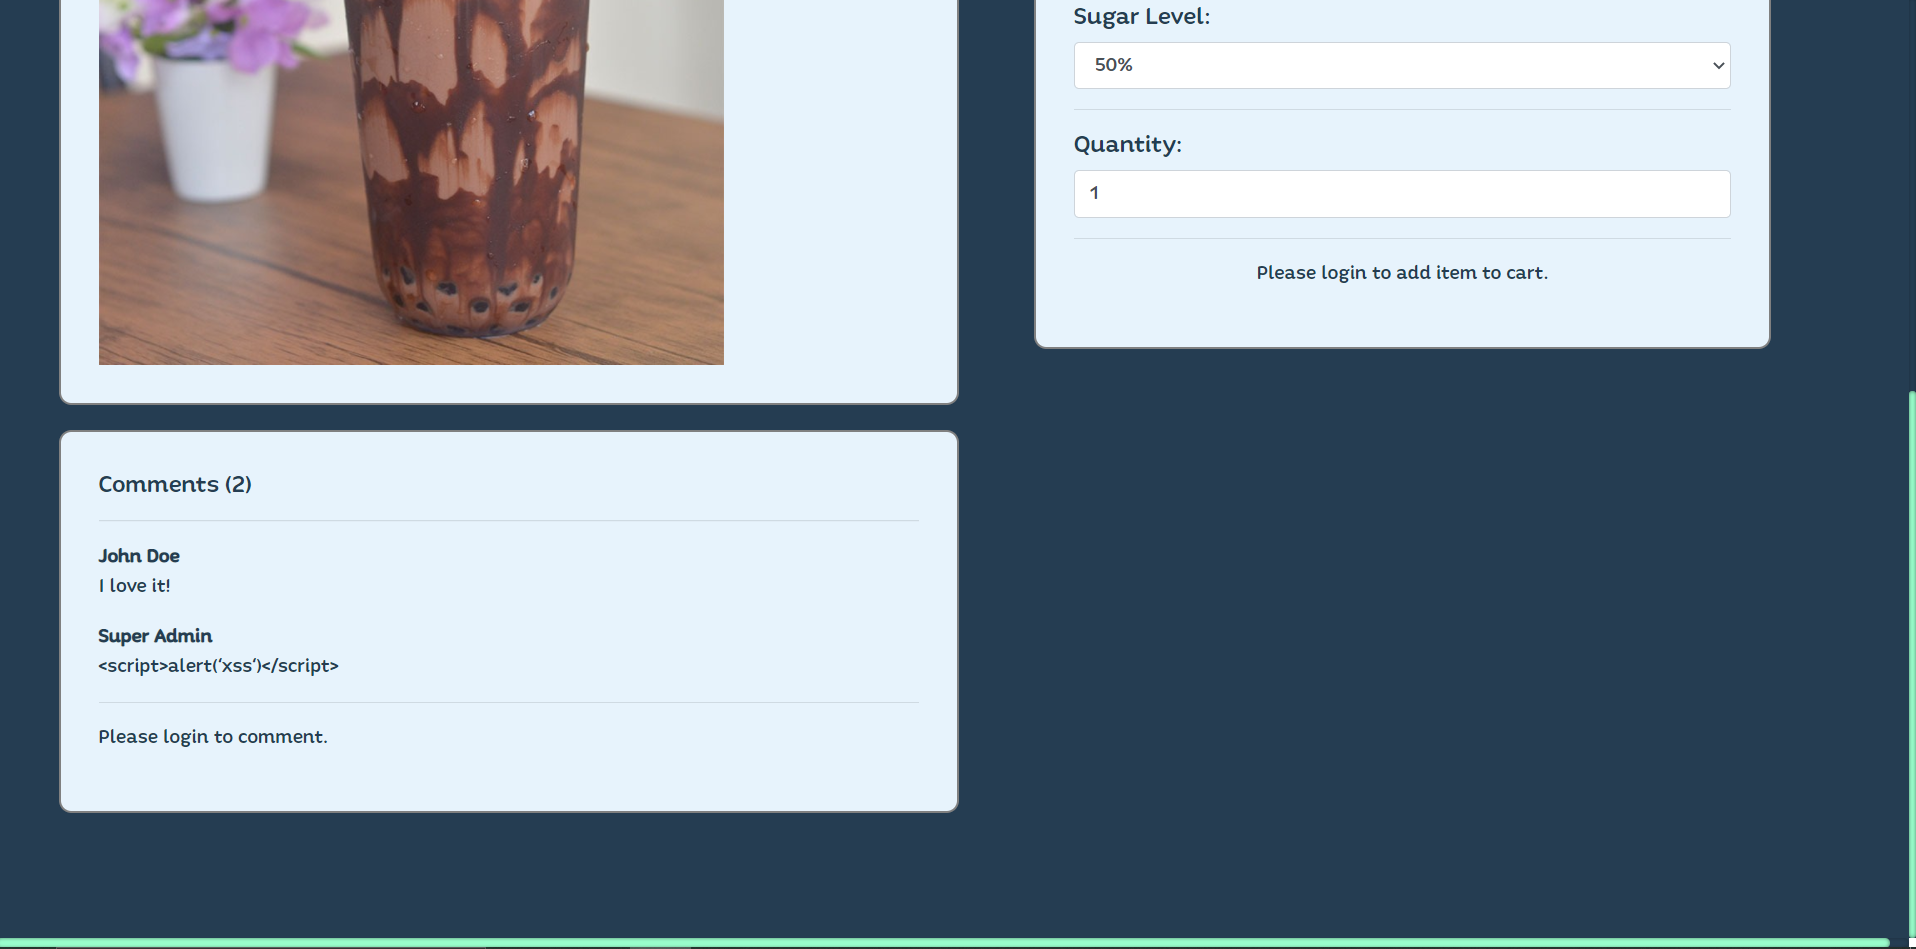 Sugar Level:
50%
Quantity:
1
Please login to add item to cart.
Comments (2)
John Doe
I love it!
Super Admin
<script>alert('xss')</script>
Please login to comment.